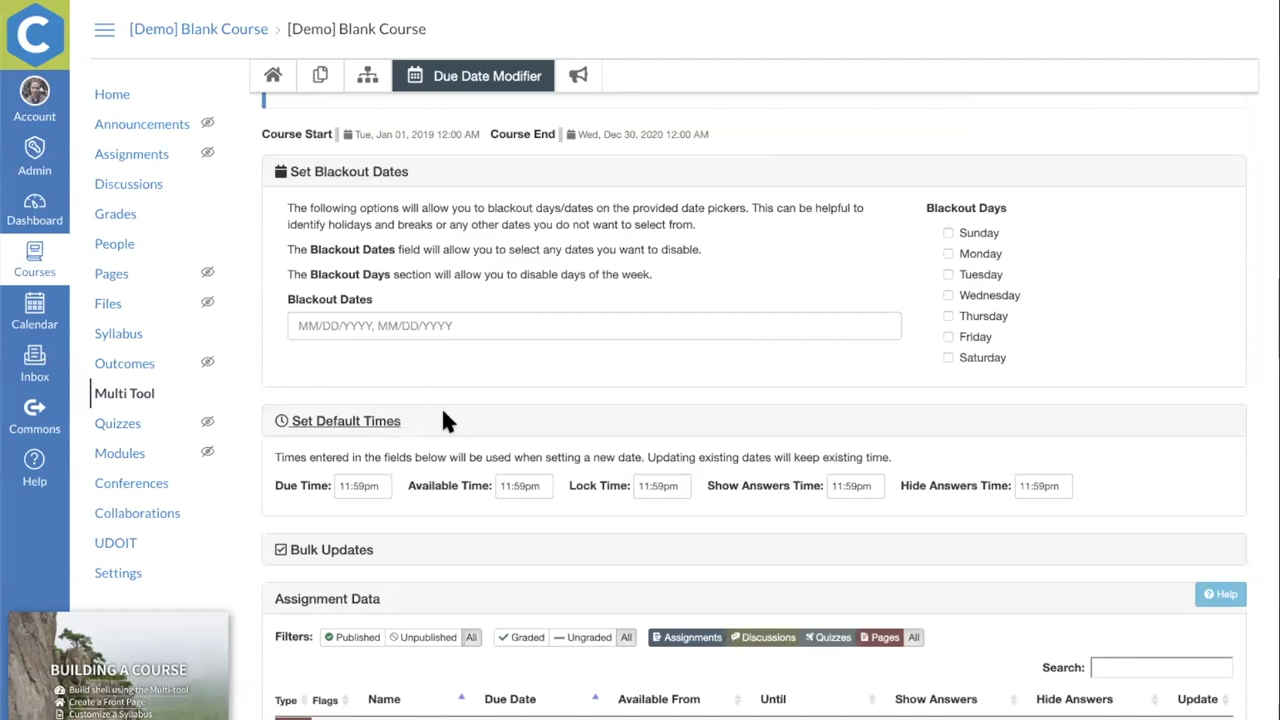 [Demo] Blank Course > [Demo] Blank Course
Due Date Modifier
Account
Admin
Dashboard
Courses
Calendar
Inbox
Commons
Help
Home
Announcements
Assignments
Discussions
Grades
People
Pages
Files
Syllabus
Outcomes
Multi Tool
Quizzes
Modules
Conferences
Collaborations
UDOIT
Settings
Course Start Tue, Jan 01, 2019 12:00 AM Course End Wed, Dec 30, 2020 12:00 AM
Set Blackout Dates
The following options will allow you to blackout days/dates on the provided date pickers. This can be helpful to
identify holidays and breaks or any other dates you do not want to select from.
The Blackout Dates field will allow you to select any dates you want to disable.
The Blackout Days section will allow you to disable days of the week.
Blackout Dates
MM/DD/YYYY, MM/DD/YYYY
Blackout Days
Sunday
Monday
Tuesday
Wednesday
Thursday
Friday
Saturday
Set Default Times
Times entered in the fields below will be used when setting a new date. Updating existing dates will keep existing time.
Due Time: 11:59pm Available Time: 11:59pm Lock Time: 11:59pm Show Answers Time: 11:59pm Hide Answers Time: 11:59pm
Bulk Updates
Assignment Data
Help
Filters: Published Unpublished All Graded Ungraded All Assignments Discussions Quizzes Pages All
Search:
Type Flags Name Due Date Available From Until Show Answers Hide Answers Update
BUILDING A COURSE
Build shell using the Multi-tool
Create a Front Page
Customize a Syllabus